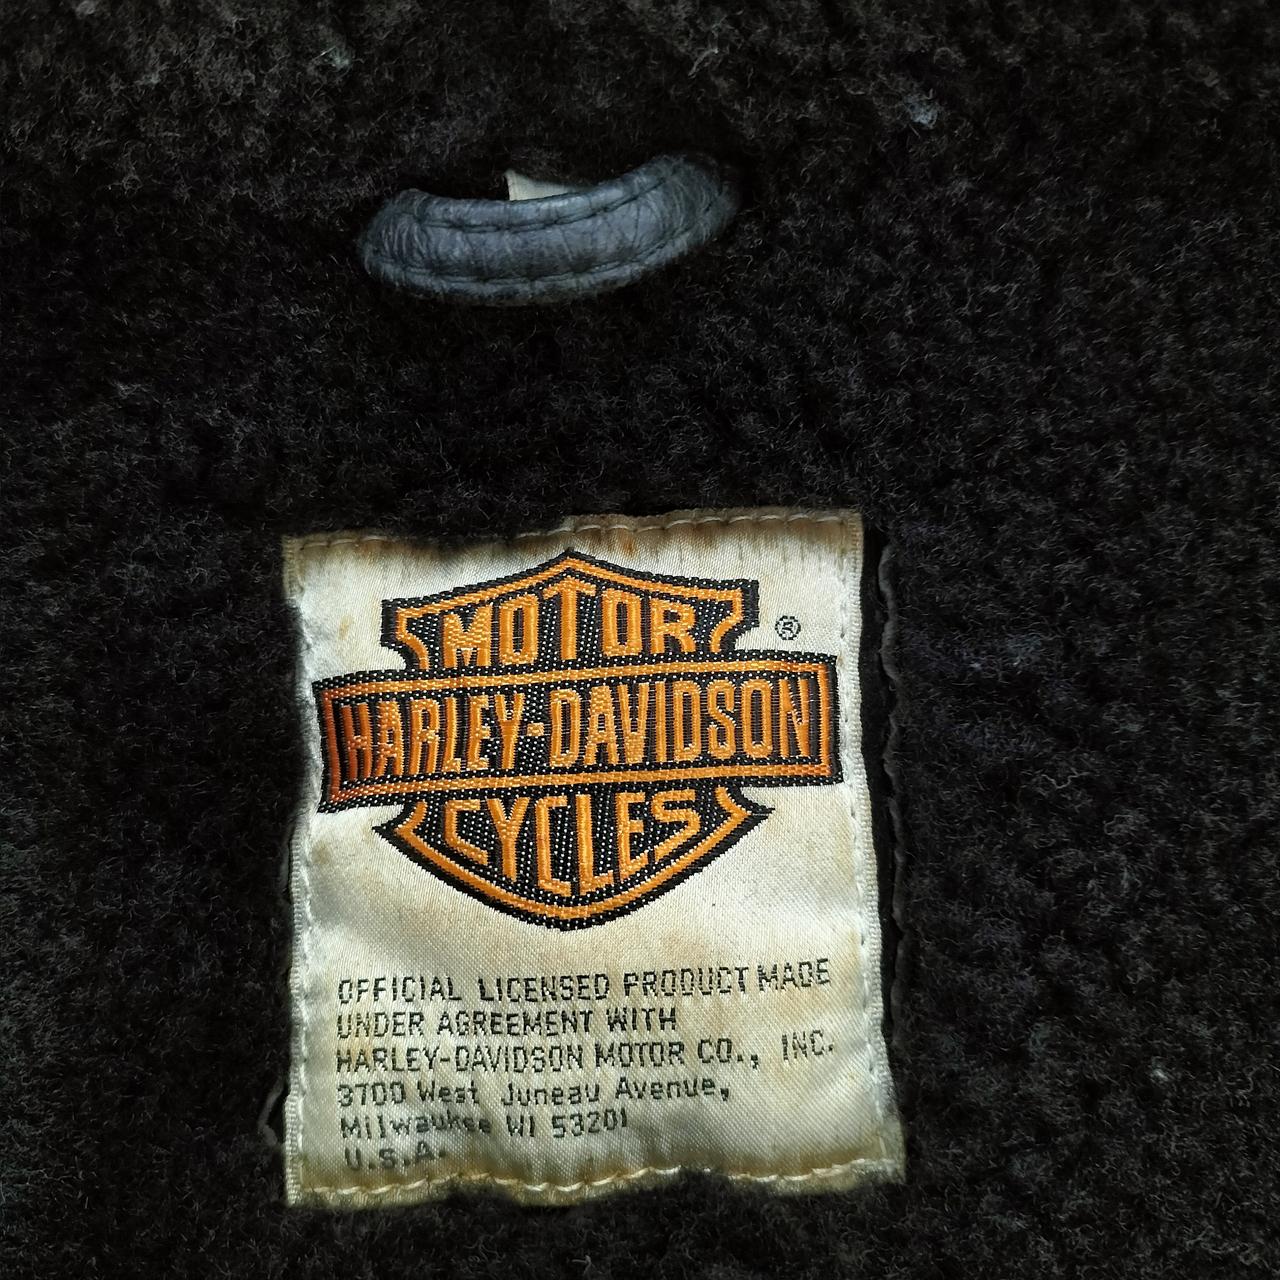 MOTOR
®
HARLEY-DAVIDSON
CYCLES
OFFICIAL LICENSED PRODUCT MADE
UNDER AGREEMENT WITH
HARLEY-DAVIDSON MOTOR CO., INC.
3700 West Juneau Avenue,
Milwaukee WI 53201
U.S.A.